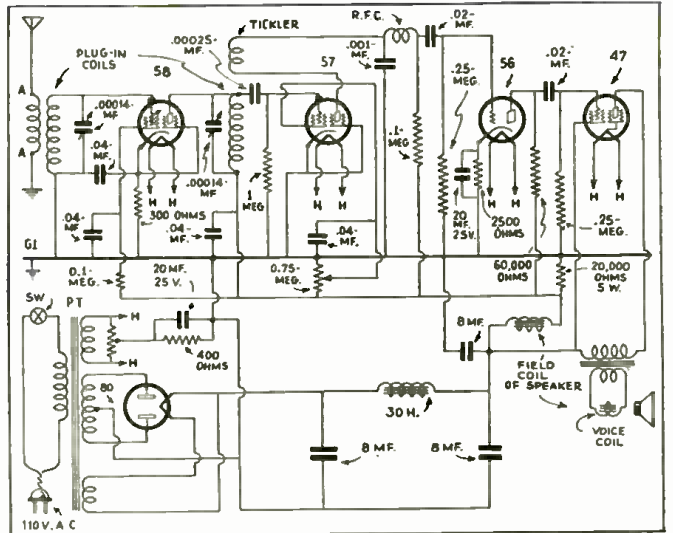 TICKLER
R.F.C.
.02-
MF.
.00025-
MF.
.001-
MF.
PLUG-IN
COILS
58
57
56
.02-
MF.
47
.25-
MEG.
A
A
.00014-
MF.
.04-
MF.
.1-
MEG
H H
H H
H H
H H
300 OHMS
.00014-
MF
1
MEG
20
MF.
25V.
2500
OHMS
.25-
MEG.
.04-
MF.
.04-
MF.
.04-
MF.
G1
0.1-
MEG.
20 MF.
25 V.
0.75-
MEG.
60,000
OHMS
20,000
OHMS
5 W.
SW
PT
H
H
400
OHMS
8 MF.
FIELD
COIL
OF SPEAKER
80
30 H.
VOICE
COIL
8 MF.
8 MF.
110V. A C